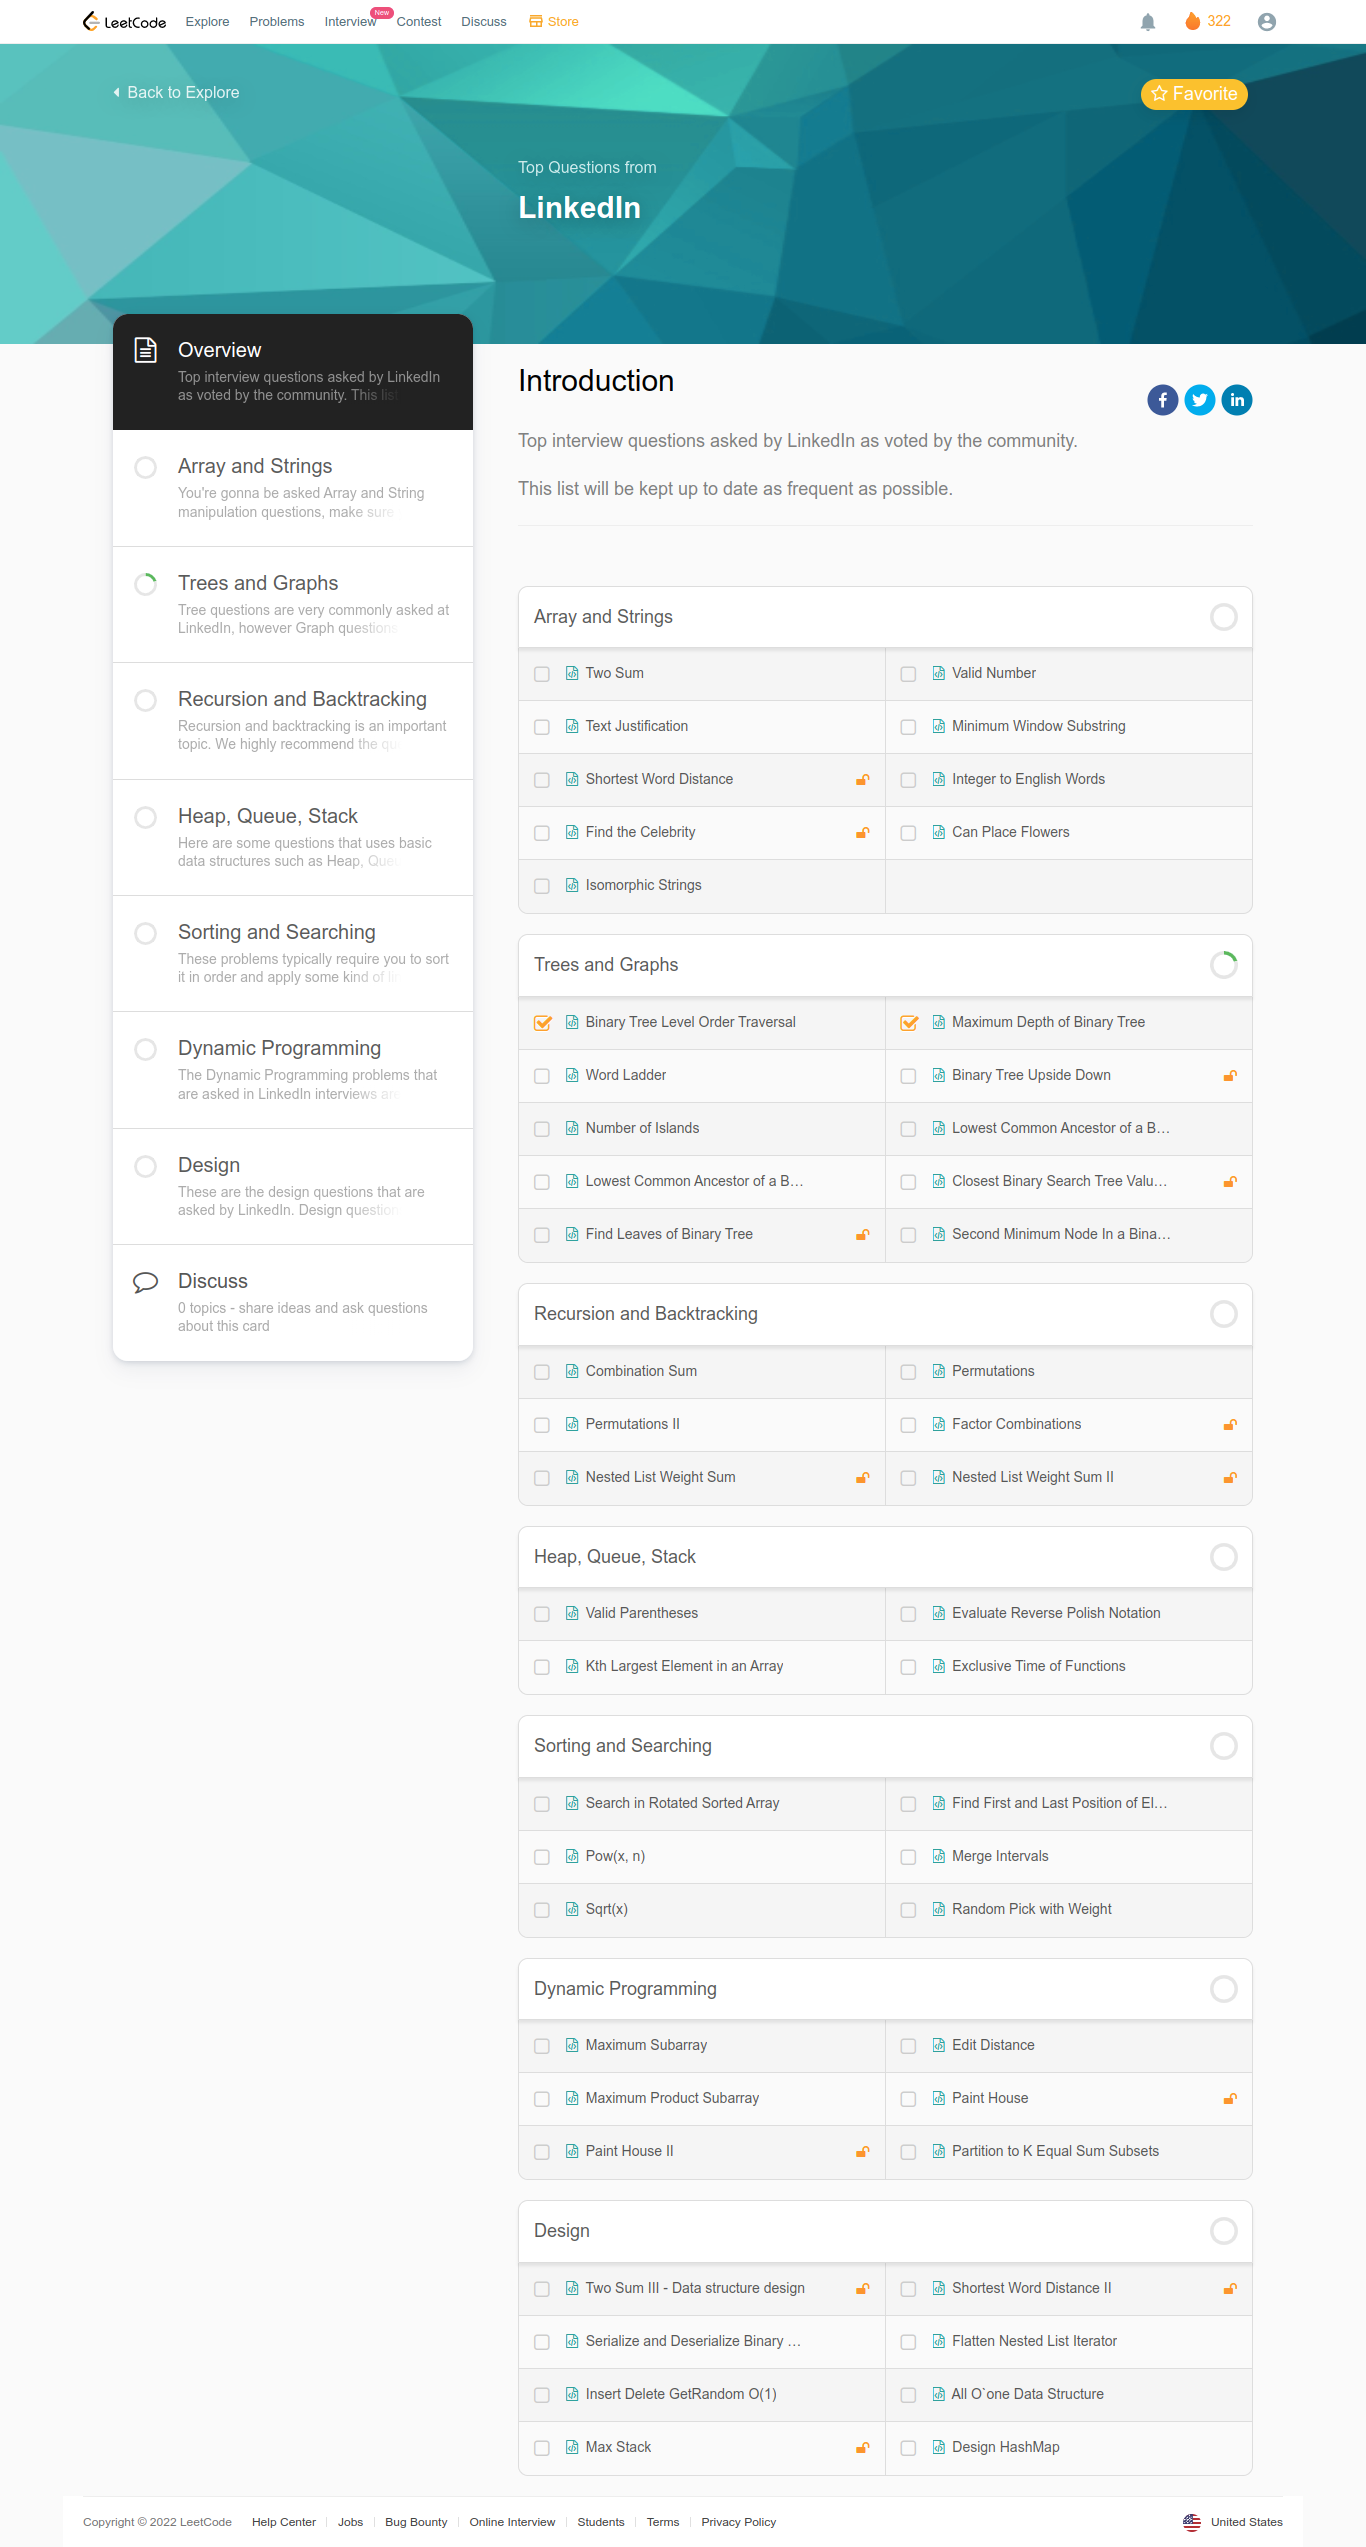 LeetCode Explore Problems Interview New Contest Discuss Store 322
Back to Explore
Favorite
Top Questions from
LinkedIn
Overview
Top interview questions asked by LinkedIn
as voted by the community. This list
Array and Strings
You're gonna be asked Array and String
manipulation questions, make sure
Trees and Graphs
Tree questions are very commonly asked at
LinkedIn, however Graph questions
Recursion and Backtracking
Recursion and backtracking is an important
topic. We highly recommend the qu
Heap, Queue, Stack
Here are some questions that uses basic
data structures such as Heap, Queu
Sorting and Searching
These problems typically require you to sort
it in order and apply some kind of li
Dynamic Programming
The Dynamic Programming problems that
are asked in LinkedIn interviews are
Design
These are the design questions that are
asked by LinkedIn. Design question
Discuss
0 topics - share ideas and ask questions
about this card
Introduction
Top interview questions asked by LinkedIn as voted by the community.
This list will be kept up to date as frequent as possible.
Array and Strings
Two Sum
Valid Number
Text Justification
Minimum Window Substring
Shortest Word Distance
Integer to English Words
Find the Celebrity
Can Place Flowers
Isomorphic Strings
Trees and Graphs
Binary Tree Level Order Traversal
Maximum Depth of Binary Tree
Word Ladder
Binary Tree Upside Down
Number of Islands
Lowest Common Ancestor of a B...
Lowest Common Ancestor of a B...
Closest Binary Search Tree Valu...
Find Leaves of Binary Tree
Second Minimum Node In a Bina...
Recursion and Backtracking
Combination Sum
Permutations
Permutations II
Factor Combinations
Nested List Weight Sum
Nested List Weight Sum II
Heap, Queue, Stack
Valid Parentheses
Evaluate Reverse Polish Notation
Kth Largest Element in an Array
Exclusive Time of Functions
Sorting and Searching
Search in Rotated Sorted Array
Find First and Last Position of El...
Pow(x, n)
Merge Intervals
Sqrt(x)
Random Pick with Weight
Dynamic Programming
Maximum Subarray
Edit Distance
Maximum Product Subarray
Paint House
Paint House II
Partition to K Equal Sum Subsets
Design
Two Sum III - Data structure design
Shortest Word Distance II
Serialize and Deserialize Binary ...
Flatten Nested List Iterator
Insert Delete GetRandom O(1)
All O`one Data Structure
Max Stack
Design HashMap
Copyright © 2022 LeetCode Help Center | Jobs | Bug Bounty | Online Interview | Students | Terms | Privacy Policy United States